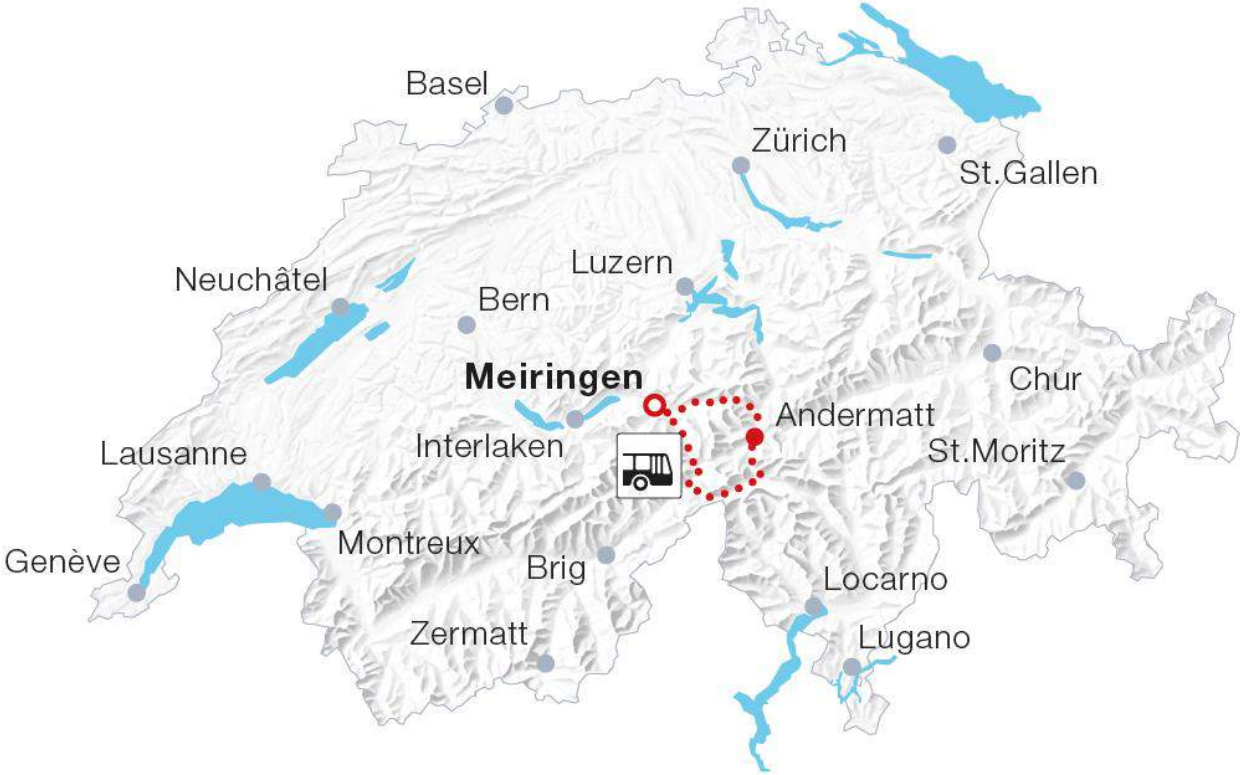 Basel
Zürich
St.Gallen
Luzern
Neuchâtel
Bern
Meiringen
Chur
Andermatt
Interlaken
St.Moritz
Lausanne
Montreux
Genève
Brig
Locarno
Zermatt
Lugano